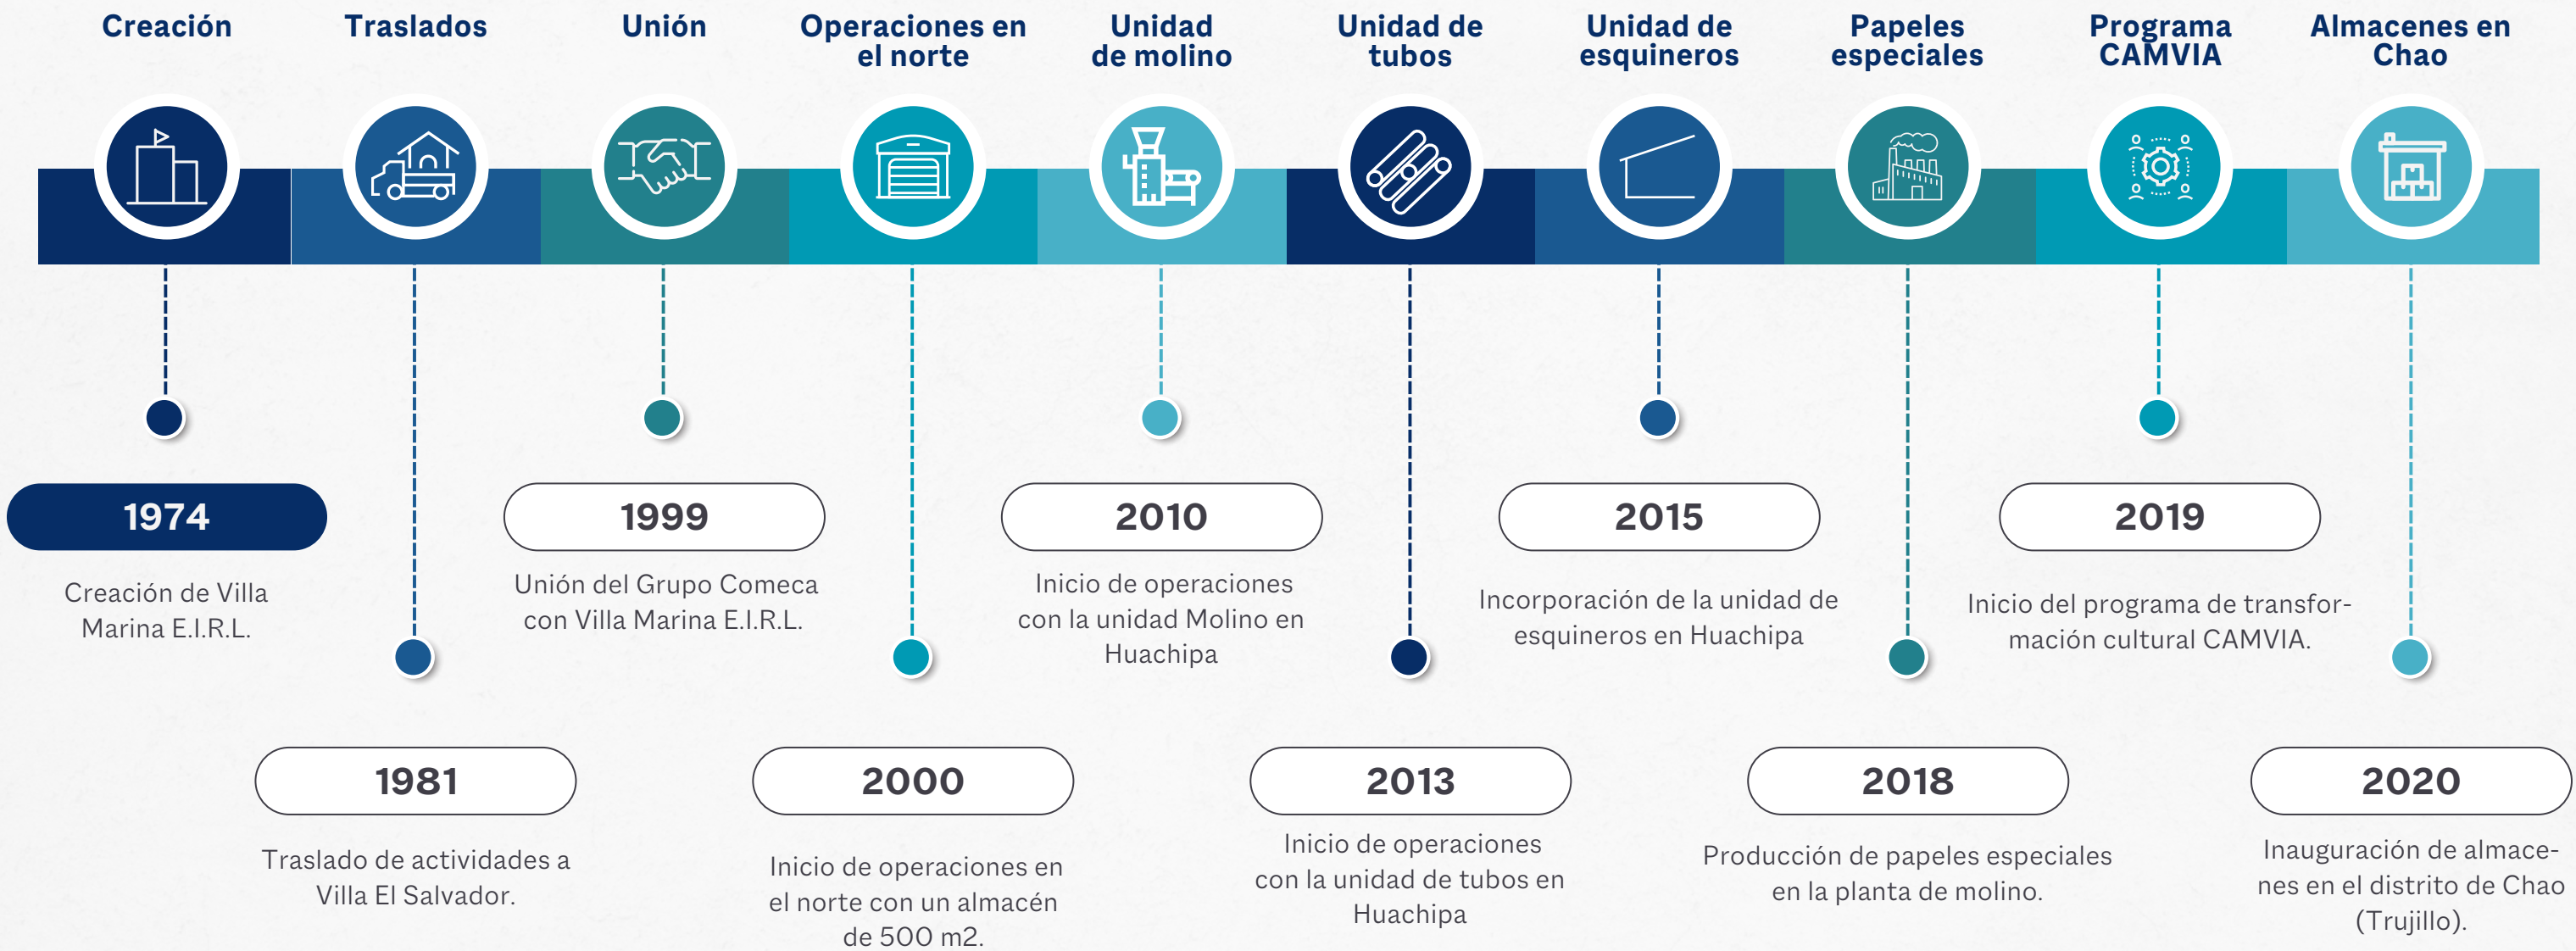 Creación
Traslados
Unión
Operaciones en
el norte
Unidad
de molino
Unidad de
tubos
Unidad de
esquineros
Papeles
especiales
Programa
CAMVIA
Almacenes en
Chao
1974
Creación de Villa
Marina E.I.R.L.
1981
Traslado de actividades a
Villa El Salvador.
1999
Unión del Grupo Comeca
con Villa Marina E.I.R.L.
2000
Inicio de operaciones en
el norte con un almacén
de 500 m2.
2010
Inicio de operaciones
con la unidad Molino en
Huachipa
2013
Inicio de operaciones
con la unidad de tubos en
Huachipa
2015
Incorporación de la unidad de
esquineros en Huachipa
2018
Producción de papeles especiales
en la planta de molino.
2019
Inicio del programa de transfor-
mación cultural CAMVIA.
2020
Inauguración de almace-
nes en el distrito de Chao
(Trujillo).